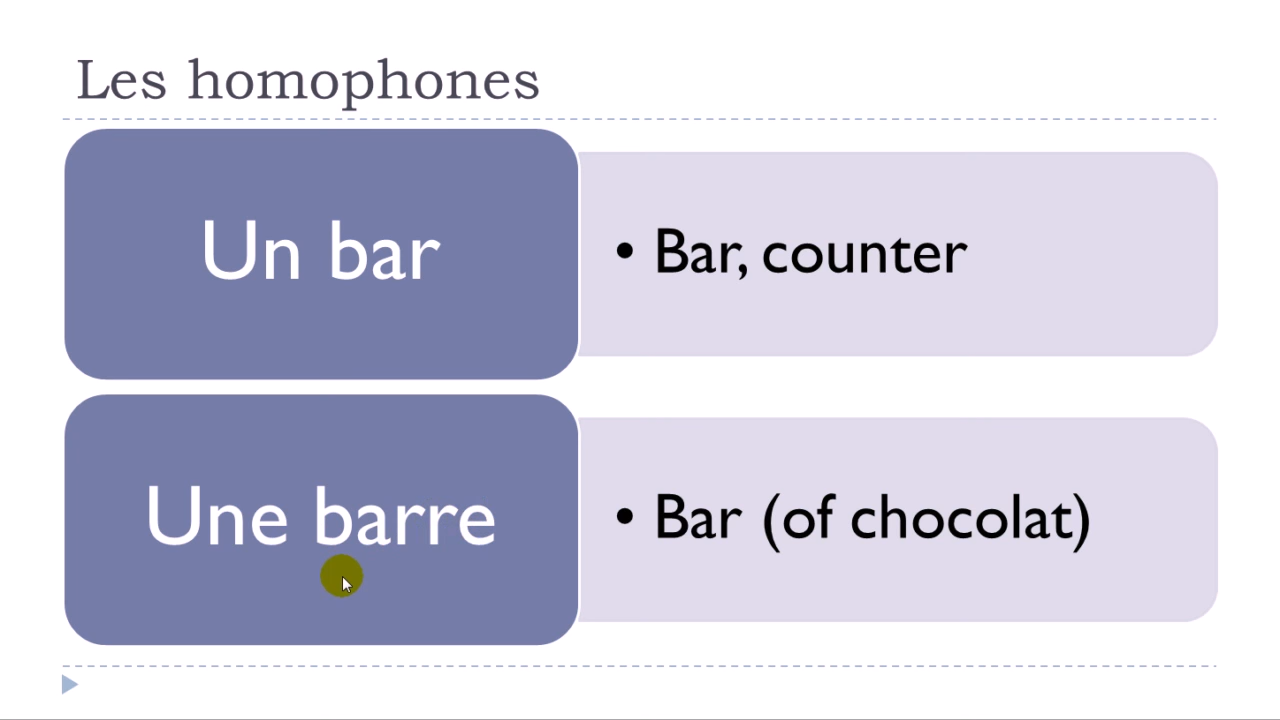 Les homophones
Un bar
• Bar, counter
Une barre
• Bar (of chocolat)